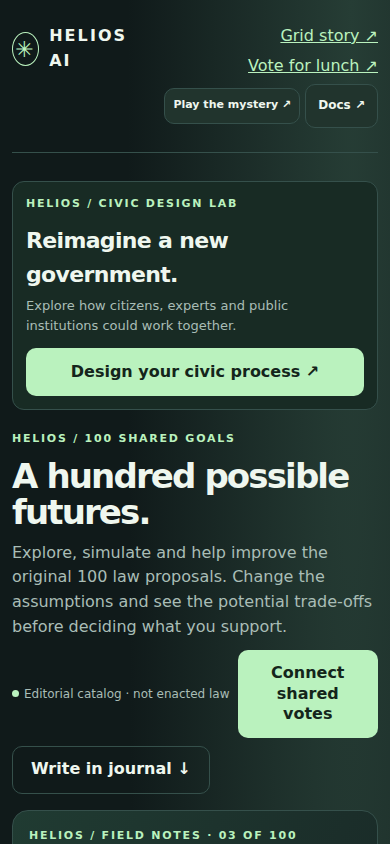 HELIOS
AI
Grid story ↗
Vote for lunch ↗
Play the mystery ↗
Docs ↗
HELIOS / CIVIC DESIGN LAB
Reimagine a new
government.
Explore how citizens, experts and public
institutions could work together.
Design your civic process ↗
HELIOS / 100 SHARED GOALS
A hundred possible
futures.
Explore, simulate and help improve the
original 100 law proposals. Change the
assumptions and see the potential trade-offs
before deciding what you support.
Editorial catalog · not enacted law
Connect
shared
votes
Write in journal ↓
HELIOS / FIELD NOTES · 03 OF 100